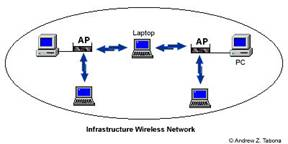 Laptop
AP
AP
PC
Infrastructure Wireless Network
© Andrew Z. Tabona